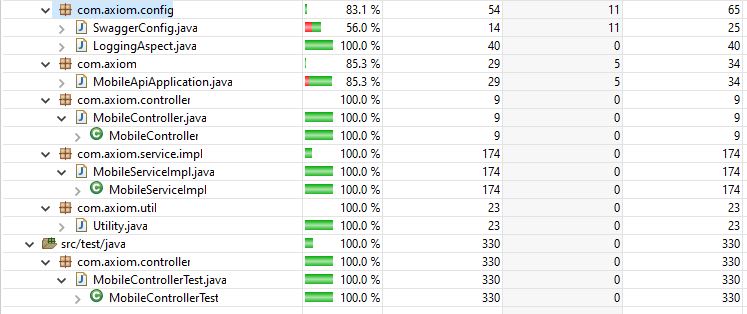 com.axiom.config 83.1 % 54 11 65
SwaggerConfig.java 56.0 % 14 11 25
LoggingAspect.java 100.0 % 40 0 40
com.axiom 85.3 % 29 5 34
MobileApiApplication.java 85.3 % 29 5 34
com.axiom.controller 100.0 % 9 0 9
MobileController.java 100.0 % 9 0 9
MobileController 100.0 % 9 0 9
com.axiom.service.impl 100.0 % 174 0 174
MobileServiceImpl.java 100.0 % 174 0 174
MobileServiceImpl 100.0 % 174 0 174
com.axiom.util 100.0 % 23 0 23
Utility.java 100.0 % 23 0 23
src/test/java 100.0 % 330 0 330
com.axiom.controller 100.0 % 330 0 330
MobileControllerTest.java 100.0 % 330 0 330
MobileControllerTest 100.0 % 330 0 330